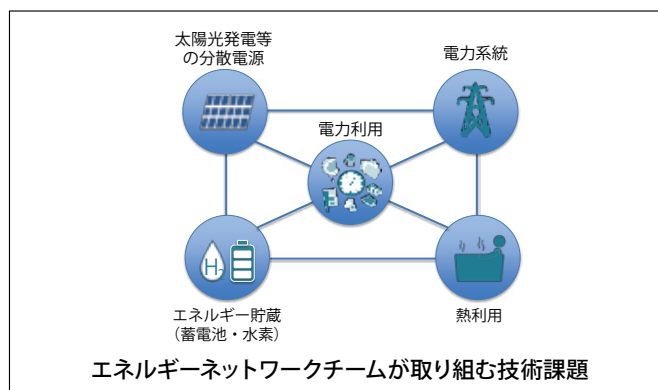 太陽光発電等
の分散電源
電力系統
電力利用
H₂
エネルギー貯蔵
（蓄電池・水素）
熱利用
エネルギーネットワークチームが取り組む技術課題